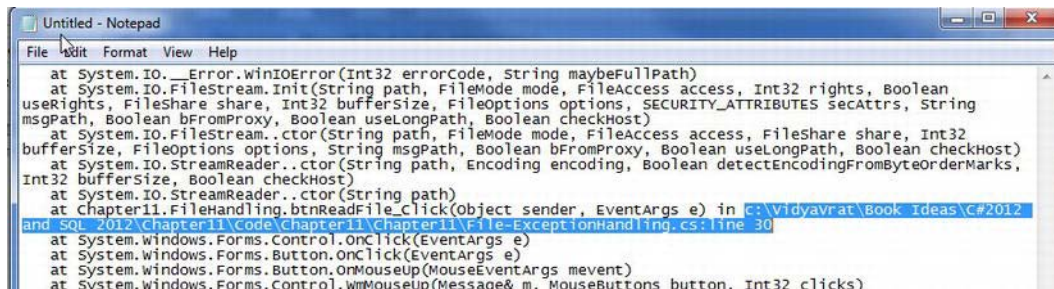 Untitled - Notepad
File Edit Format View Help
at System.IO.__Error.WinIOError(Int32 errorCode, String maybeFullPath)
at System.IO.FileStream.Init(String path, FileMode mode, FileAccess access, Int32 rights, Boolean
useRights, FileShare share, Int32 bufferSize, FileOptions options, SECURITY_ATTRIBUTES secAttrs, String
msgPath, Boolean bFromProxy, Boolean useLongPath, Boolean checkHost)
at System.IO.FileStream..ctor(String path, FileMode mode, FileAccess access, FileShare share, Int32
bufferSize, FileOptions options, String msgPath, Boolean bFromProxy, Boolean useLongPath, Boolean checkHost)
at System.IO.StreamReader..ctor(String path, Encoding encoding, Boolean detectEncodingFromByteOrderMarks,
Int32 bufferSize, Boolean checkHost)
at System.IO.StreamReader..ctor(String path)
at Chapter11.FileHandling.btnReadFile_Click(Object sender, EventArgs e) in c:\VidyaVrat\Book Ideas\C#2012
and SQL 2012\Chapter11\Code\Chapter11\Chapter11\File-ExceptionHandling.cs:line 30
at System.Windows.Forms.Control.OnClick(EventArgs e)
at System.Windows.Forms.Button.OnClick(EventArgs e)
at System.Windows.Forms.Button.OnMouseUp(MouseEventArgs mevent)
at System.Windows.Forms.Control.WmMouseUp(Message& m, MouseButtons button, Int32 clicks)